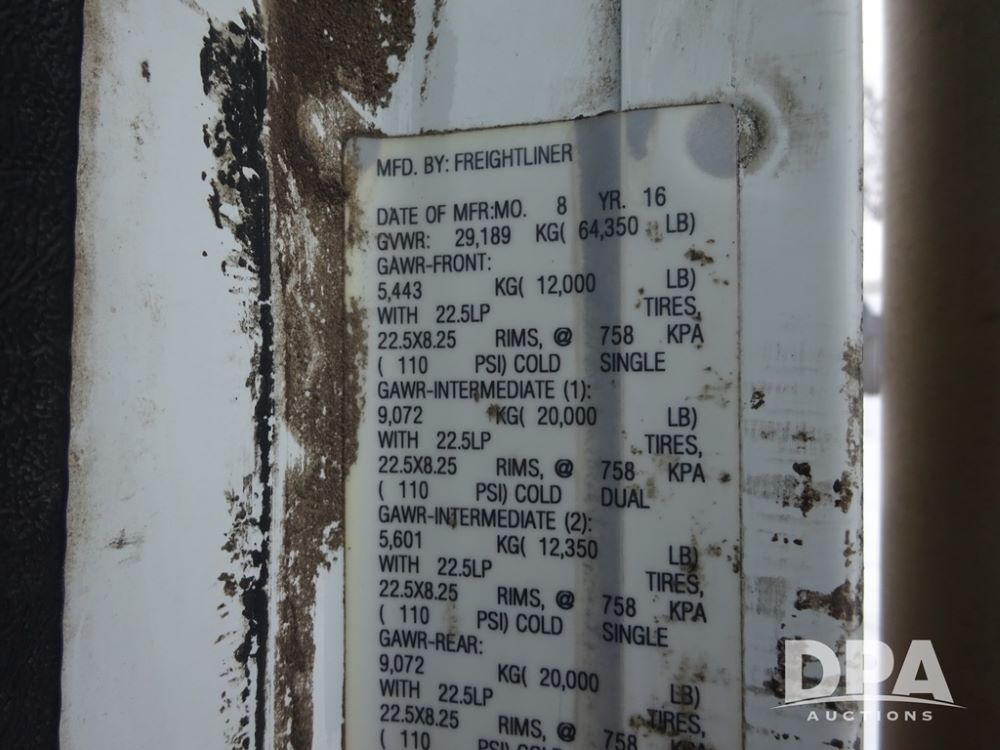 MFD. BY: FREIGHTLINER
DATE OF MFR:MO. 8 YR. 16
GVWR: 29,189 KG( 64,350 LB)
GAWR-FRONT:
5,443 KG( 12,000 LB)
WITH 22.5LP TIRES,
22.5X8.25 RIMS, @ 758 KPA
( 110 PSI) COLD SINGLE
GAWR-INTERMEDIATE (1):
9,072 KG( 20,000 LB)
WITH 22.5LP TIRES,
22.5X8.25 RIMS, @ 758 KPA
( 110 PSI) COLD DUAL
GAWR-INTERMEDIATE (2):
5,601 KG( 12,350 LB)
WITH 22.5LP TIRES,
22.5X8.25 RIMS, @ 758 KPA
( 110 PSI) COLD SINGLE
GAWR-REAR:
9,072 KG( 20,000 LB)
WITH 22.5LP TIRES,
22.5X8.25 RIMS, @ 758
( 110 PSI) COLD
DPA
AUCTIONS